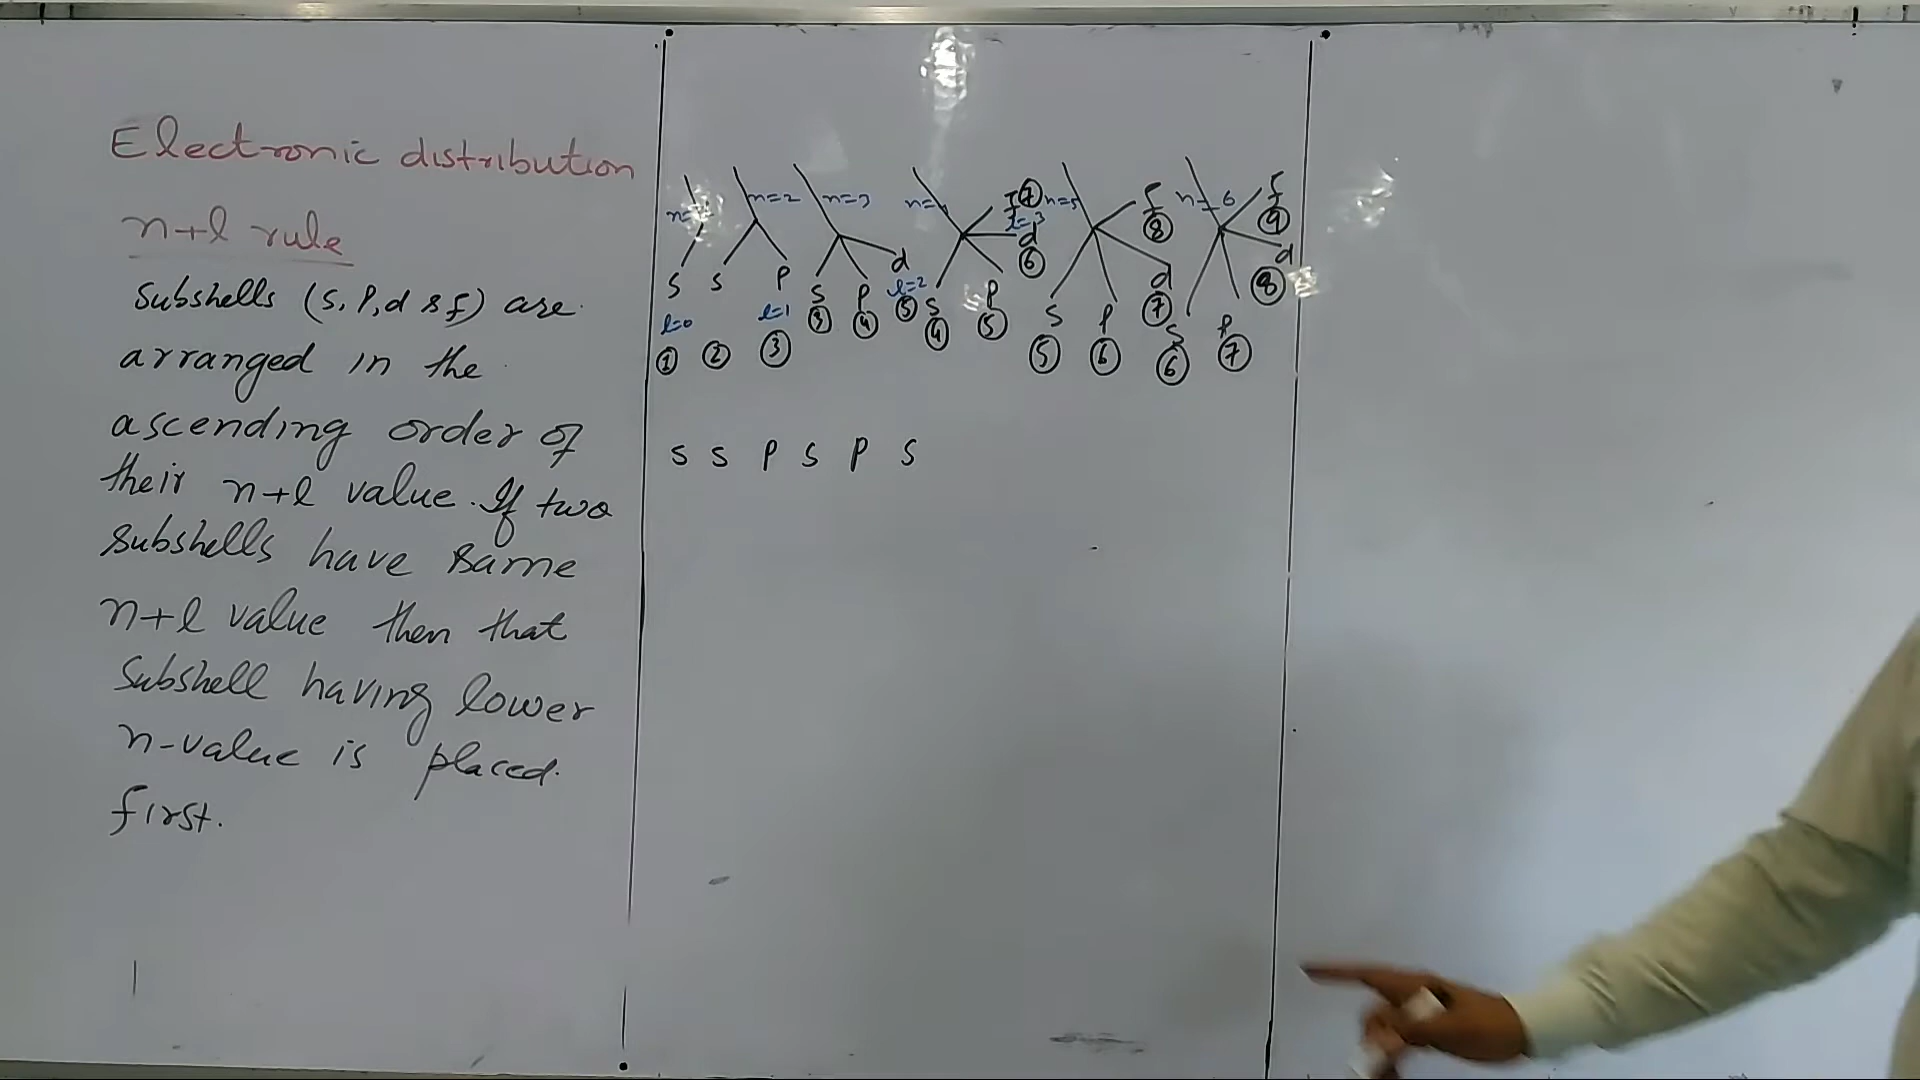 Electronic distribution
n+l rule
Subshells (s, p, d & f) are
arranged in the
ascending order of
their n+l value. If two
subshells have same
n+l value then that
subshell having lower
n-value is placed
first.
n=2 n=3 n=5 n=6
f 7 f 8 f 9
l=3
d d 6 d 7 d 8
s s p s p s p s p s p
l=0 l=1 l=2
1 2 3 3 4 5 4 5 5 6 6 7
s s p s p s